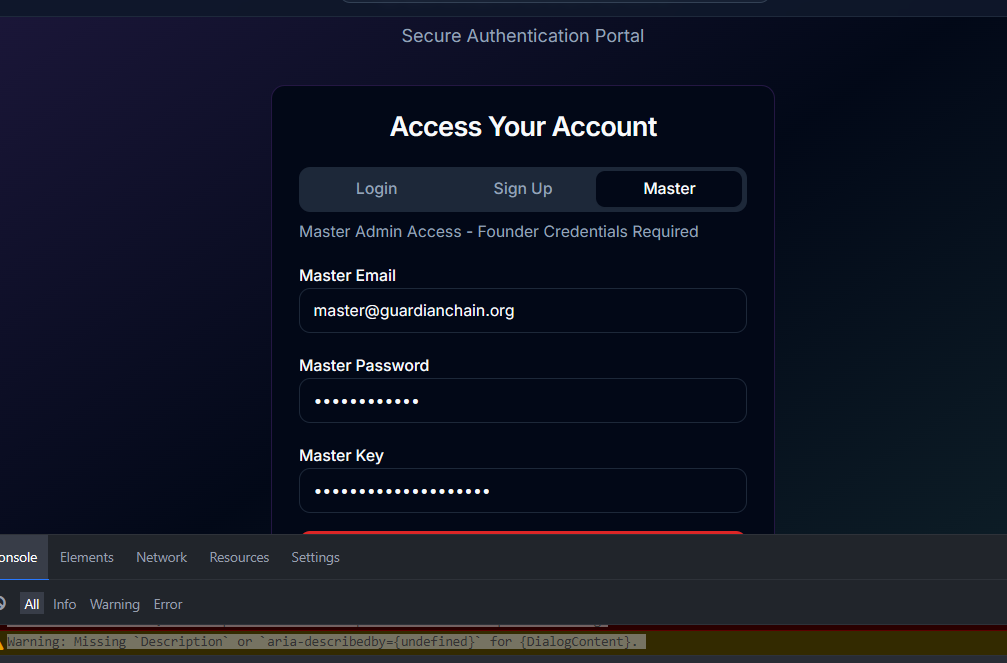 Secure Authentication Portal
Access Your Account
Login Sign Up Master
Master Admin Access - Founder Credentials Required
Master Email
master@guardianchain.org
Master Password
••••••••••••
Master Key
••••••••••••••••••••
onsole Elements Network Resources Settings
All Info Warning Error
Warning: Missing `Description` or `aria-describedby={undefined}` for {DialogContent}.